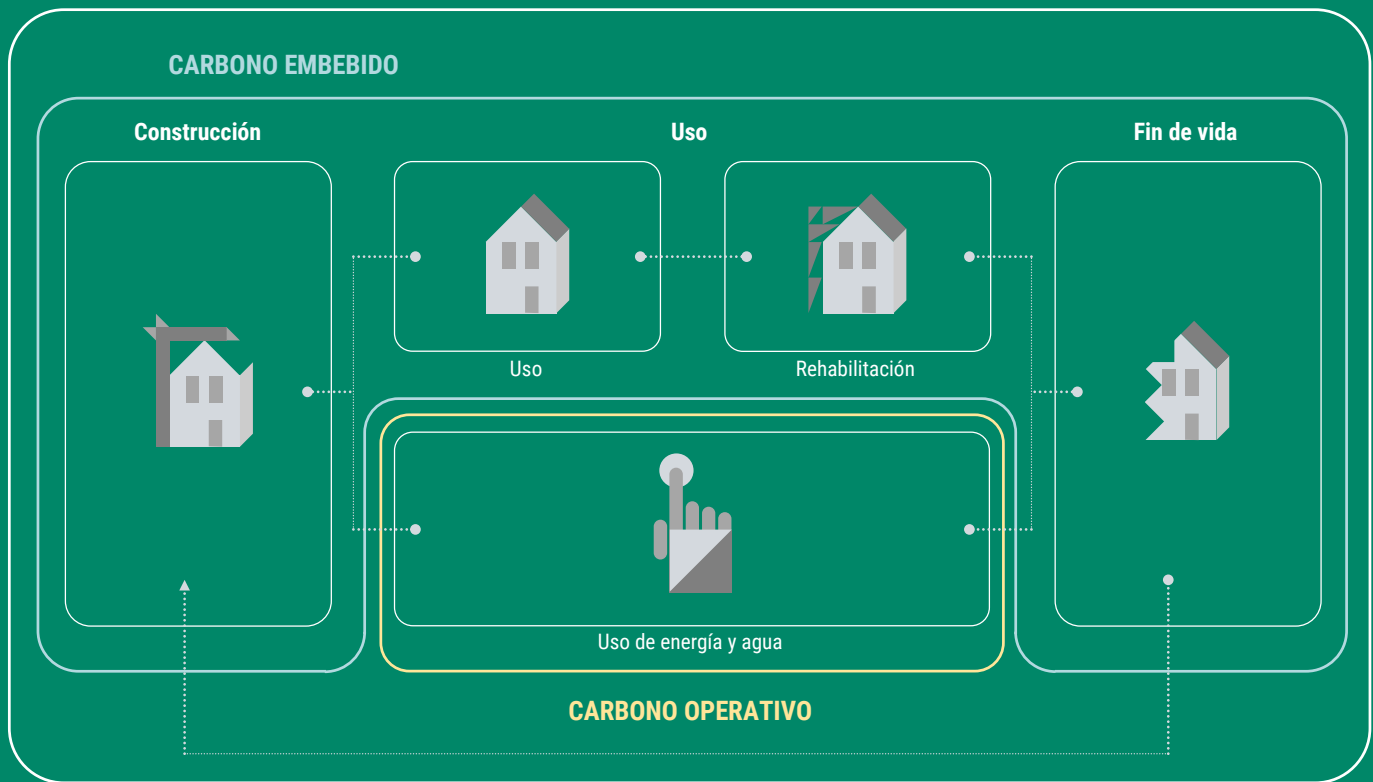 CARBONO EMBEBIDO
Construcción
Uso
Fin de vida
Uso
Rehabilitación
Uso de energía y agua
CARBONO OPERATIVO